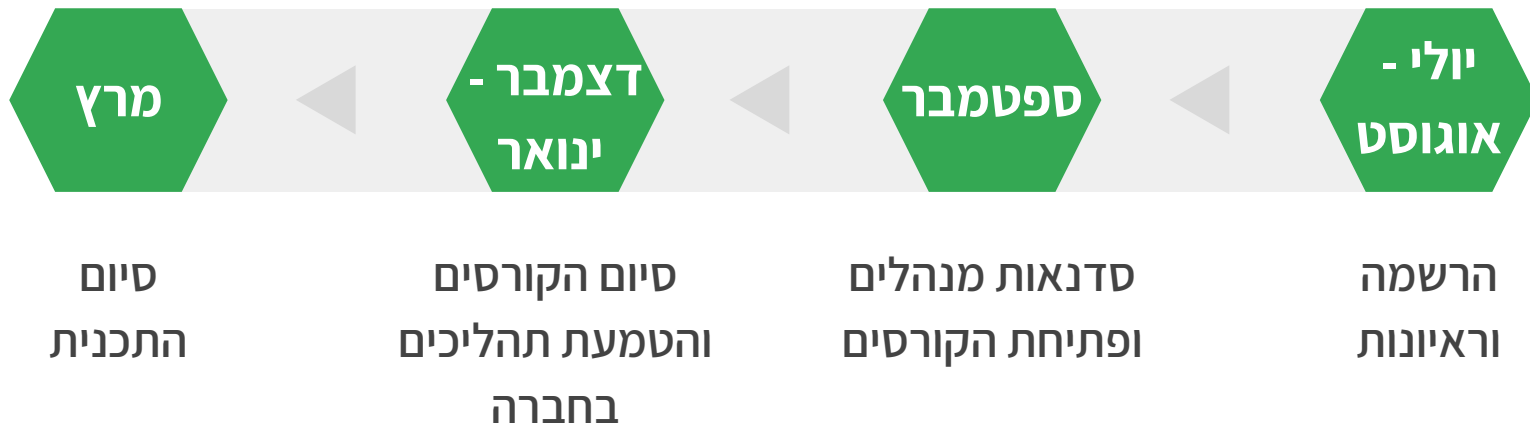 יולי -
אוגוסט
ספטמבר
דצמבר -
ינואר
מרץ
הרשמה
וראיונות
סדנאות מנהלים
ופתיחת הקורסים
סיום הקורסים
והטמעת תהליכים
בחברה
סיום
התכנית